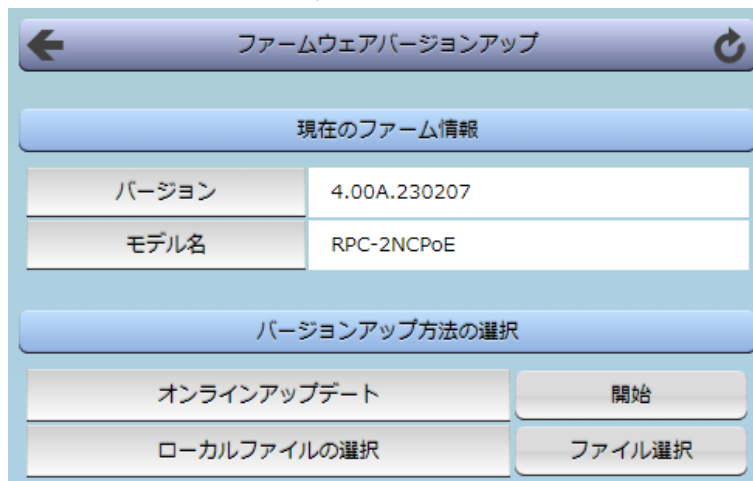 ファームウェアバージョンアップ
現在のファーム情報
バージョン 4.00A.230207
モデル名 RPC-2NCPoE
バージョンアップ方法の選択
オンラインアップデート 開始
ローカルファイルの選択 ファイル選択